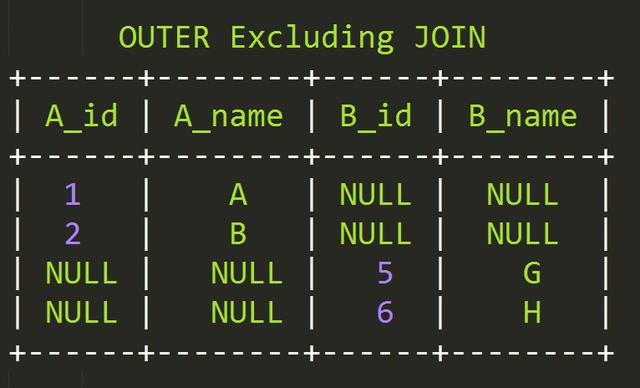 OUTER Excluding JOIN
+------+--------+------+--------+
| A_id | A_name | B_id | B_name |
+------+--------+------+--------+
| 1 | A | NULL | NULL |
| 2 | B | NULL | NULL |
| NULL | NULL | 5 | G |
| NULL | NULL | 6 | H |
+------+--------+------+--------+